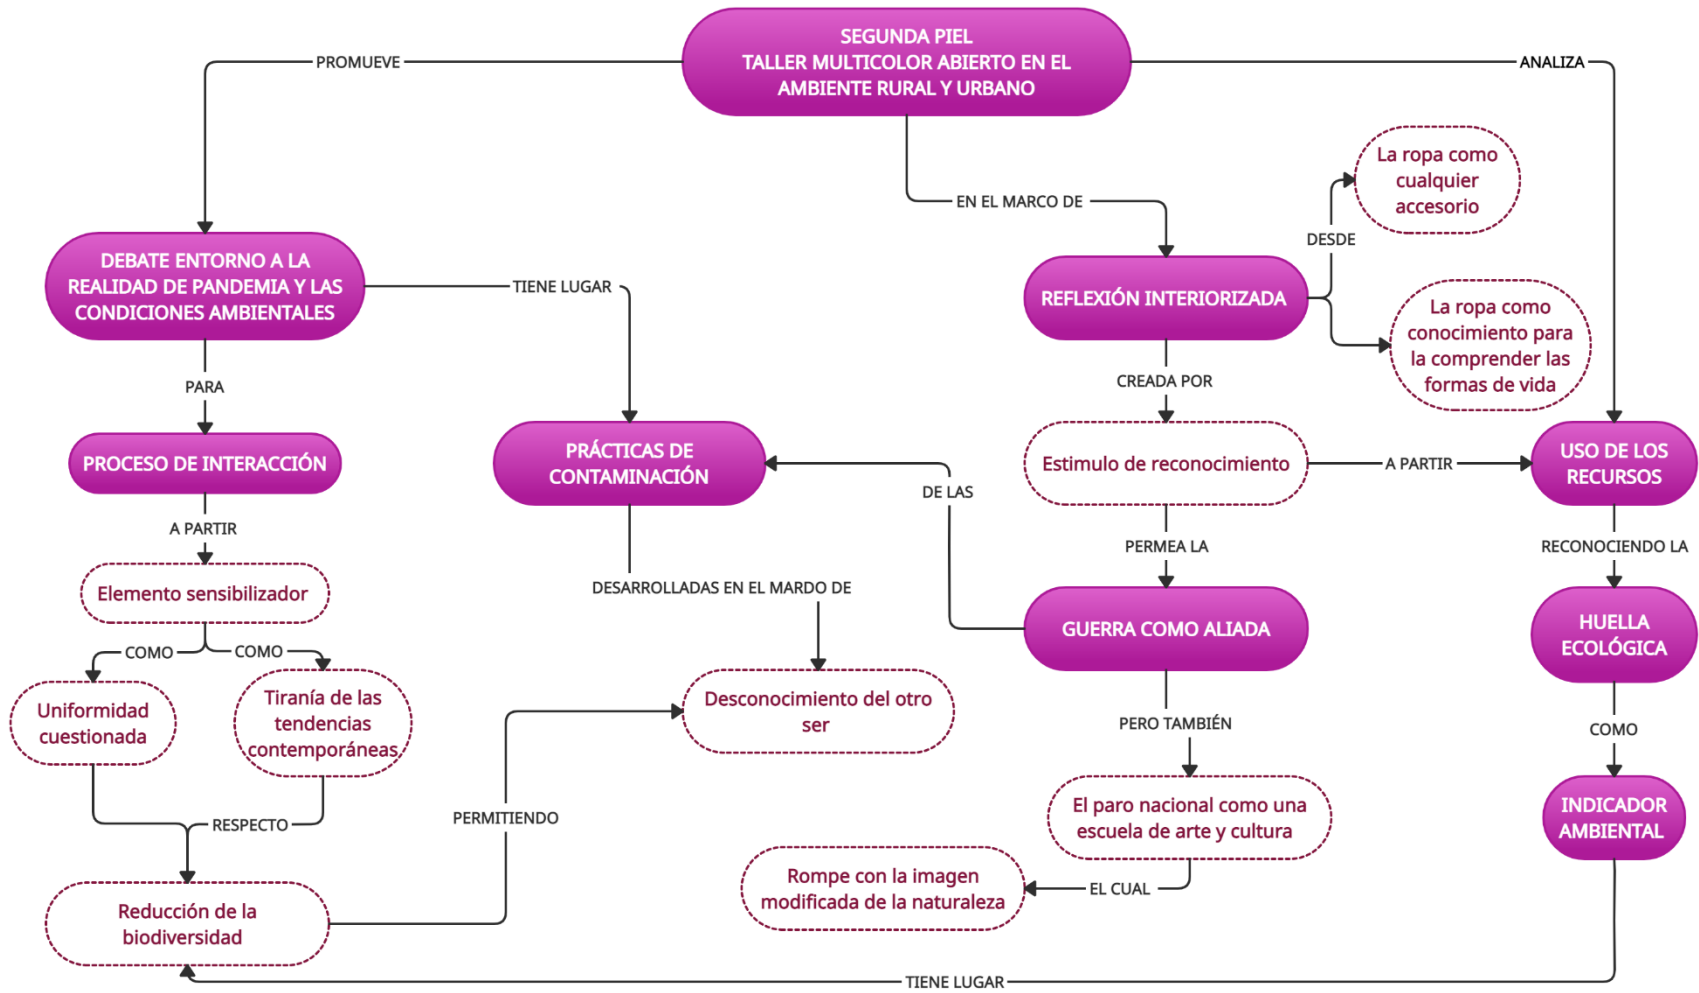 SEGUNDA PIEL
TALLER MULTICOLOR ABIERTO EN EL
AMBIENTE RURAL Y URBANO
PROMUEVE
ANALIZA
EN EL MARCO DE
La ropa como
cualquier
accesorio
DESDE
DEBATE ENTORNO A LA
REALIDAD DE PANDEMIA Y LAS
CONDICIONES AMBIENTALES
TIENE LUGAR
REFLEXIÓN INTERIORIZADA
La ropa como
conocimiento para
la comprender las
formas de vida
PARA
CREADA POR
PROCESO DE INTERACCIÓN
PRÁCTICAS DE
CONTAMINACIÓN
Estimulo de reconocimiento
A PARTIR
USO DE LOS
RECURSOS
DE LAS
A PARTIR
PERMEA LA
RECONOCIENDO LA
Elemento sensibilizador
DESARROLLADAS EN EL MARDO DE
GUERRA COMO ALIADA
HUELLA
ECOLÓGICA
COMO
COMO
Uniformidad
cuestionada
Tiranía de las
tendencias
contemporáneas
Desconocimiento del otro
ser
PERO TAMBIÉN
COMO
RESPECTO
PERMITIENDO
El paro nacional como una
escuela de arte y cultura
INDICADOR
AMBIENTAL
Rompe con la imagen
modificada de la naturaleza
EL CUAL
Reducción de la
biodiversidad
TIENE LUGAR